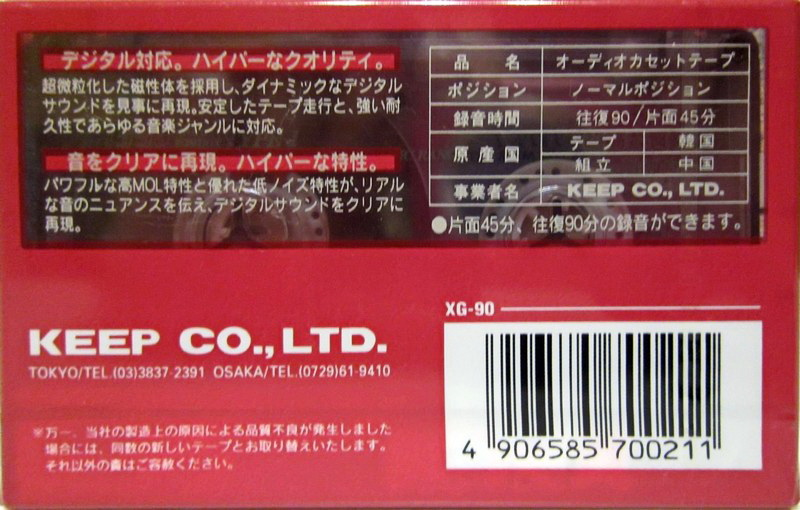 デジタル対応。ハイパーなクオリティ。
超微粒化した磁性体を採用し、ダイナミックなデジタル
サウンドを見事に再現。安定したテープ走行と、強い耐
久性であらゆる音楽ジャンルに対応。
音をクリアに再現。ハイパーな特性。
パワフルな高MOL特性と優れた低ノイズ特性が、リアル
な音のニュアンスを伝え、デジタルサウンドをクリアに
再現。
品名 オーディオカセットテープ
ポジション ノーマルポジション
録音時間 往復90/片面45分
原産国 テープ 韓国
組立 中国
事業者名 KEEP CO., LTD.
●片面45分、往復90分の録音ができます。
XG-90
KEEP CO., LTD.
TOKYO/TEL.(03)3837-2391 OSAKA/TEL.(0729)61-9410
※万一、当社の製造上の原因による品質不良が発生しました
場合には、同数の新しいテープとお取り替えいたします。
それ以外の責はご容赦ください。
4 906585 700211